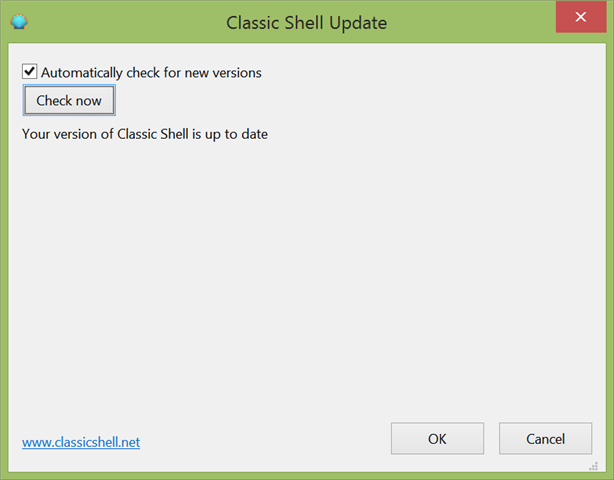 Classic Shell Update
Automatically check for new versions
Check now
Your version of Classic Shell is up to date
www.classicshell.net
OK
Cancel